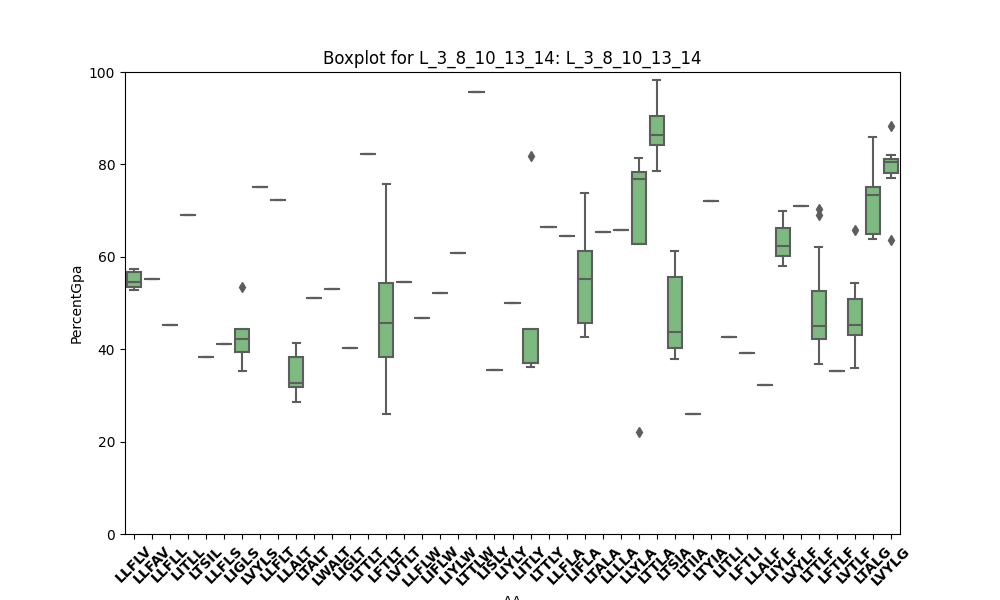 Boxplot for L_3_8_10_13_14: L_3_8_10_13_14
PercentGpa
100
80
60
40
20
0
LLFLV
LLFAV
LLFLL
LITLL
LTSIL
LLFLS
LIGLS
LVYLS
LLFLT
LLALT
LTALT
LWALT
LIGLT
LTTLT
LFTLT
LVTLT
LLFLW
LIFLW
LIYLW
LTTLW
LISLY
LIYLY
LITLY
LTTLY
LLFLA
LIFLA
LTALA
LLLLA
LLYLA
LTTLA
LTSIA
LTIIA
LTYIA
LITLI
LFTLI
LLALF
LIYLF
LVYLF
LITLF
LFTLF
LVTLF
LTALG
LVYLG
AA